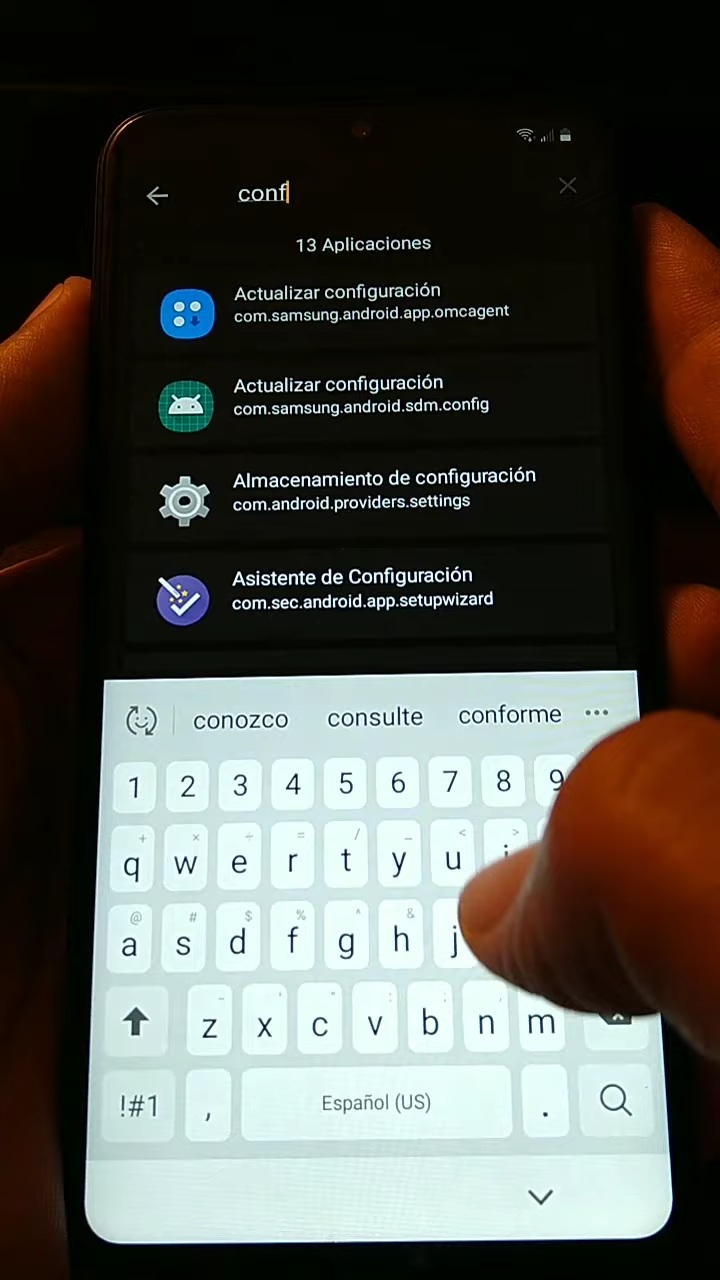 conf
13 Aplicaciones
Actualizar configuración
com.samsung.android.app.omcagent
Actualizar configuración
com.samsung.android.sdm.config
Almacenamiento de configuración
com.android.providers.settings
Asistente de Configuración
com.sec.android.app.setupwizard
conozco consulte conforme
1 2 3 4 5 6 7 8 9
+ × ÷ = / _ < >
q w e r t y u
@ # $ % ^ &
a s d f g h j
z x c v b n m
!#1 , Español (US) .